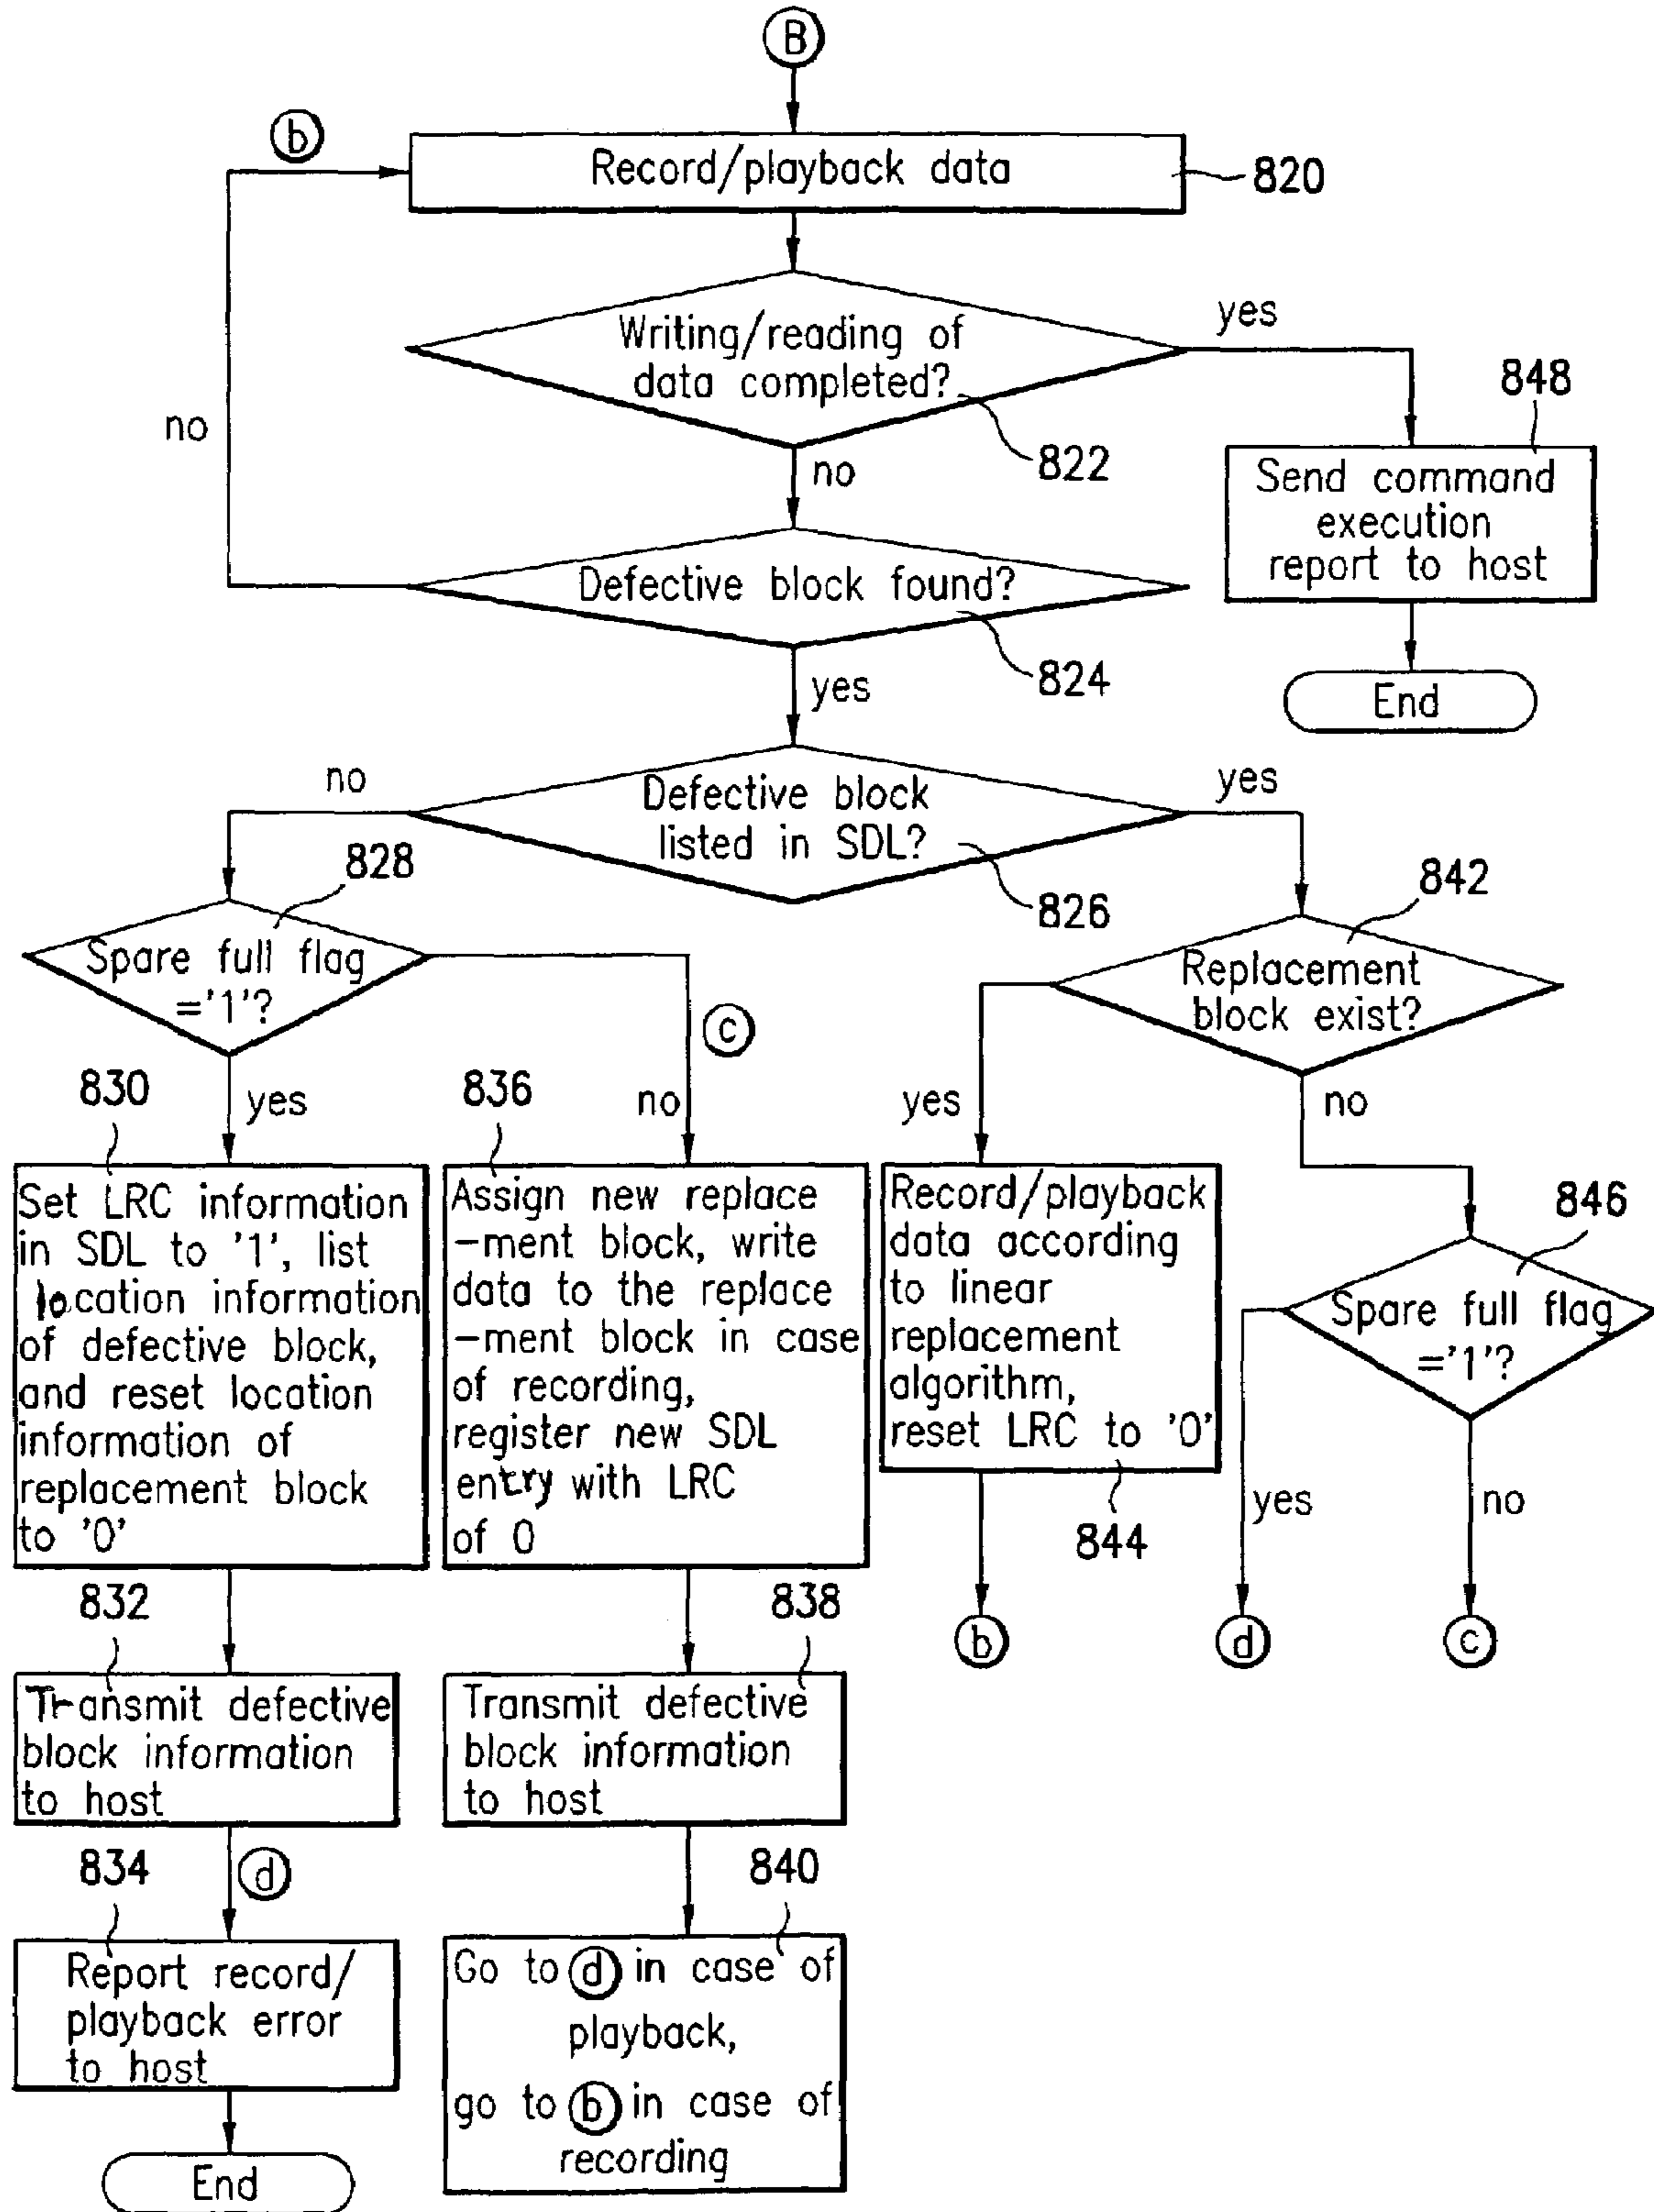 B
b
Record/playback data
820
Writing/reading of
data completed?
yes
822
848
no
no
Send command
execution
report to host
Defective block found?
824
yes
End
no
Defective block
listed in SDL?
yes
826
828
842
Spare full flag
='1'?
Replacement
block exist?
c
830
yes
836
no
yes
no
Set LRC information
in SDL to '1', list
location information
of defective block,
and reset location
information of
replacement block
to '0'
Assign new replace
-ment block, write
data to the replace
-ment block in case
of recording,
register new SDL
entry with LRC
of 0
Record/playback
data according
to linear
replacement
algorithm,
reset LRC to '0'
846
Spare full flag
='1'?
844
yes
no
832
838
b
d
c
Transmit defective
block information
to host
Transmit defective
block information
to host
834
d
840
Report record/
playback error
to host
Go to d in case of
playback,
go to b in case of
recording
End